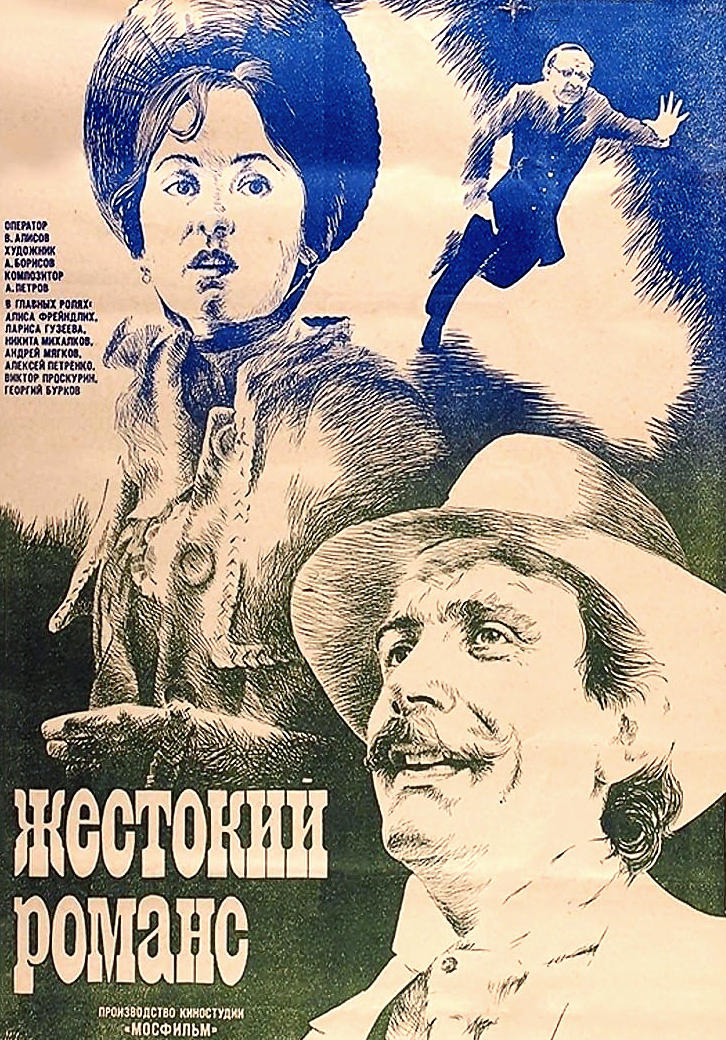 ОПЕРАТОР
В. АЛИСОВ
ХУДОЖНИК
А. БОРИСОВ
КОМПОЗИТОР
А. ПЕТРОВ
В ГЛАВНЫХ РОЛЯХ:
АЛИСА ФРЕЙНДЛИХ,
ЛАРИСА ГУЗЕЕВА,
НИКИТА МИХАЛКОВ,
АНДРЕЙ МЯГКОВ,
АЛЕКСЕЙ ПЕТРЕНКО,
ВИКТОР ПРОСКУРИН,
ГЕОРГИЙ БУРКОВ
ЖЕСТОКИЙ
РОМАНС
ПРОИЗВОДСТВО КИНОСТУДИИ
«МОСФИЛЬМ»